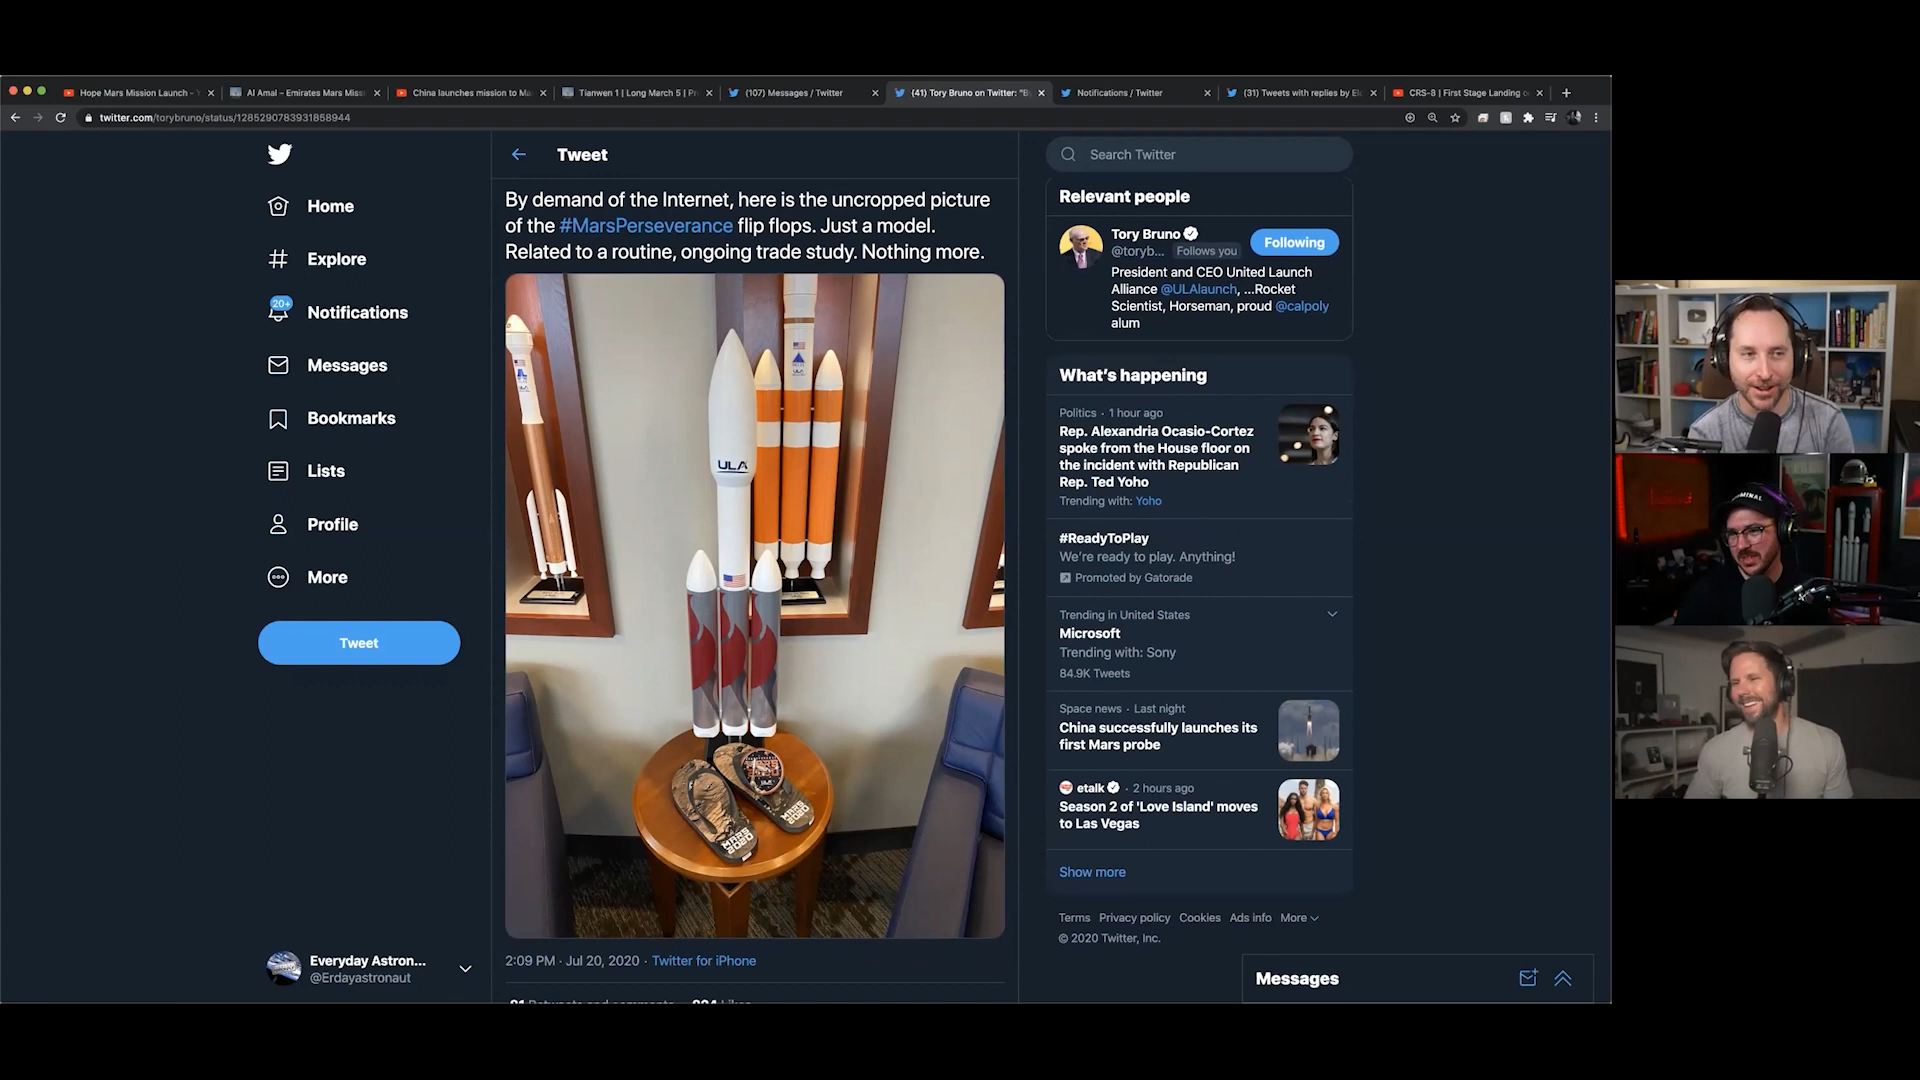 Hope Mars Mission Launch -
Al Amal – Emirates Mars Miss
China launches mission to Ma
Tianwen 1 | Long March 5 | Pr
(107) Messages / Twitter
(41) Tory Bruno on Twitter: "B
Notifications / Twitter
(31) Tweets with replies by El
CRS-8 | First Stage Landing o
twitter.com/torybruno/status/1285290783931858944
Home
Explore
20+
Notifications
Messages
Bookmarks
Lists
Profile
More
Tweet
Everyday Astron...
@Erdayastronaut
Tweet
By demand of the Internet, here is the uncropped picture
of the #MarsPerseverance flip flops. Just a model.
Related to a routine, ongoing trade study. Nothing more.
ULA
MARS
2020
MARS
2020
2:09 PM · Jul 20, 2020 · Twitter for iPhone
Search Twitter
Relevant people
Tory Bruno
@toryb... Follows you
Following
President and CEO United Launch
Alliance @ULAlaunch, ...Rocket
Scientist, Horseman, proud @calpoly
alum
What's happening
Politics · 1 hour ago
Rep. Alexandria Ocasio-Cortez
spoke from the House floor on
the incident with Republican
Rep. Ted Yoho
Trending with: Yoho
#ReadyToPlay
We're ready to play. Anything!
Promoted by Gatorade
Trending in United States
Microsoft
Trending with: Sony
84.9K Tweets
Space news · Last night
China successfully launches its
first Mars probe
etalk · 2 hours ago
Season 2 of 'Love Island' moves
to Las Vegas
Show more
Terms Privacy policy Cookies Ads info More
© 2020 Twitter, Inc.
Messages